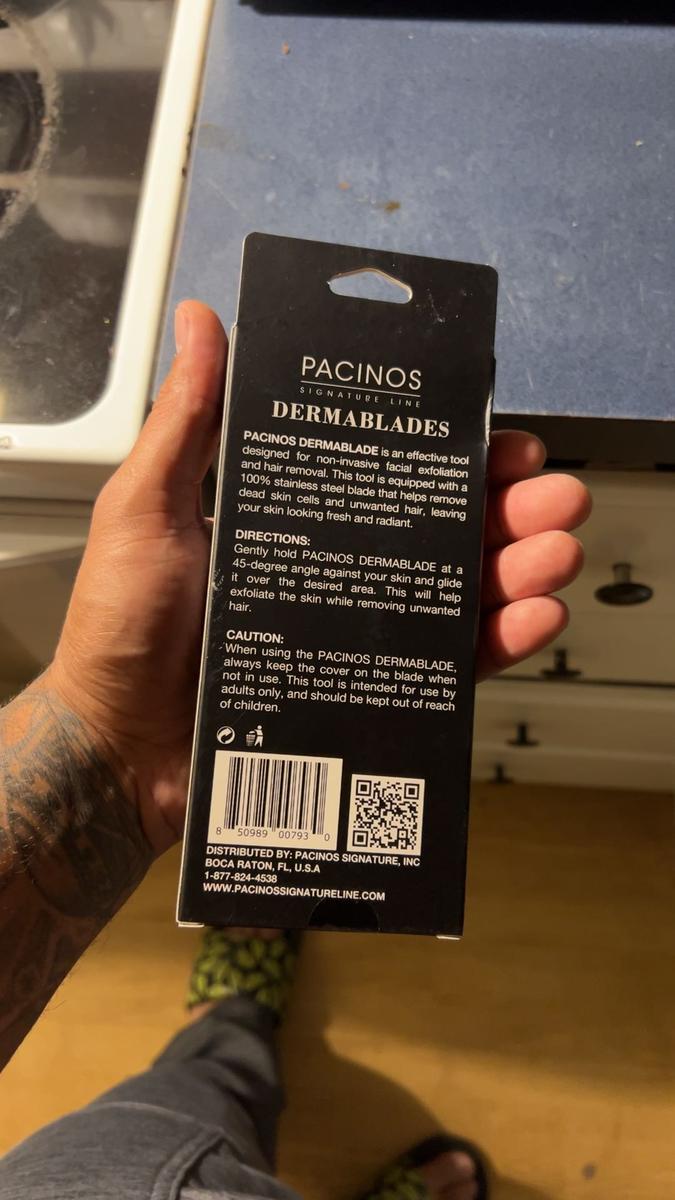 PACINOS
SIGNATURE LINE
DERMABLADES
PACINOS DERMABLADE is an effective tool
designed for non-invasive facial exfoliation
and hair removal. This tool is equipped with a
100% stainless steel blade that helps remove
dead skin cells and unwanted hair, leaving
your skin looking fresh and radiant.
DIRECTIONS:
Gently hold PACINOS DERMABLADE at a
45-degree angle against your skin and glide
it over the desired area. This will help
exfoliate the skin while removing unwanted
hair.
CAUTION:
When using the PACINOS DERMABLADE,
always keep the cover on the blade when
not in use. This tool is intended for use by
adults only, and should be kept out of reach
of children.
8 50989 00793 0
DISTRIBUTED BY: PACINOS SIGNATURE, INC
BOCA RATON, FL, U.S.A
1-877-824-4538
WWW.PACINOSSIGNATURELINE.COM